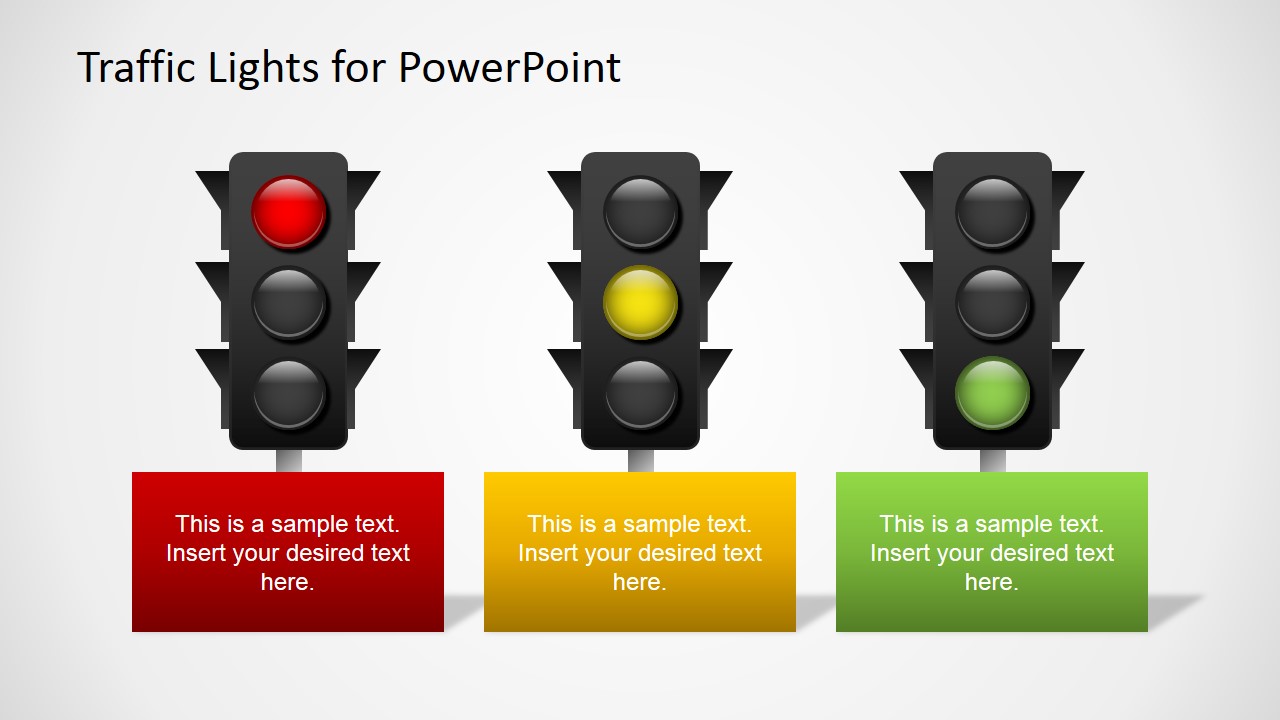 Traffic Lights for PowerPoint
This is a sample text.
Insert your desired text
here.
This is a sample text.
Insert your desired text
here.
This is a sample text.
Insert your desired text
here.